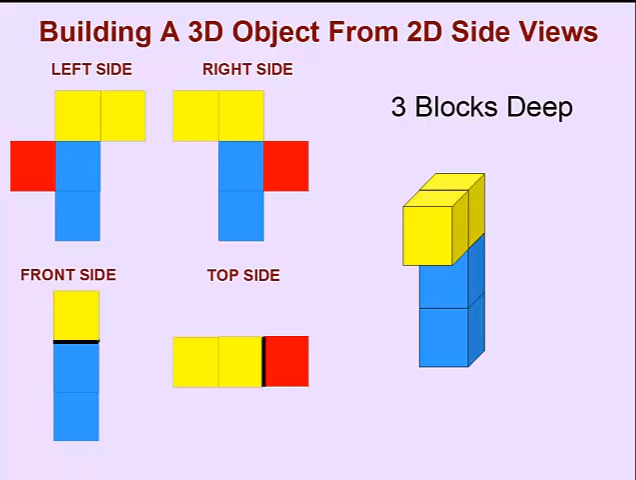 Building A 3D Object From 2D Side Views
LEFT SIDE
RIGHT SIDE
3 Blocks Deep
FRONT SIDE
TOP SIDE